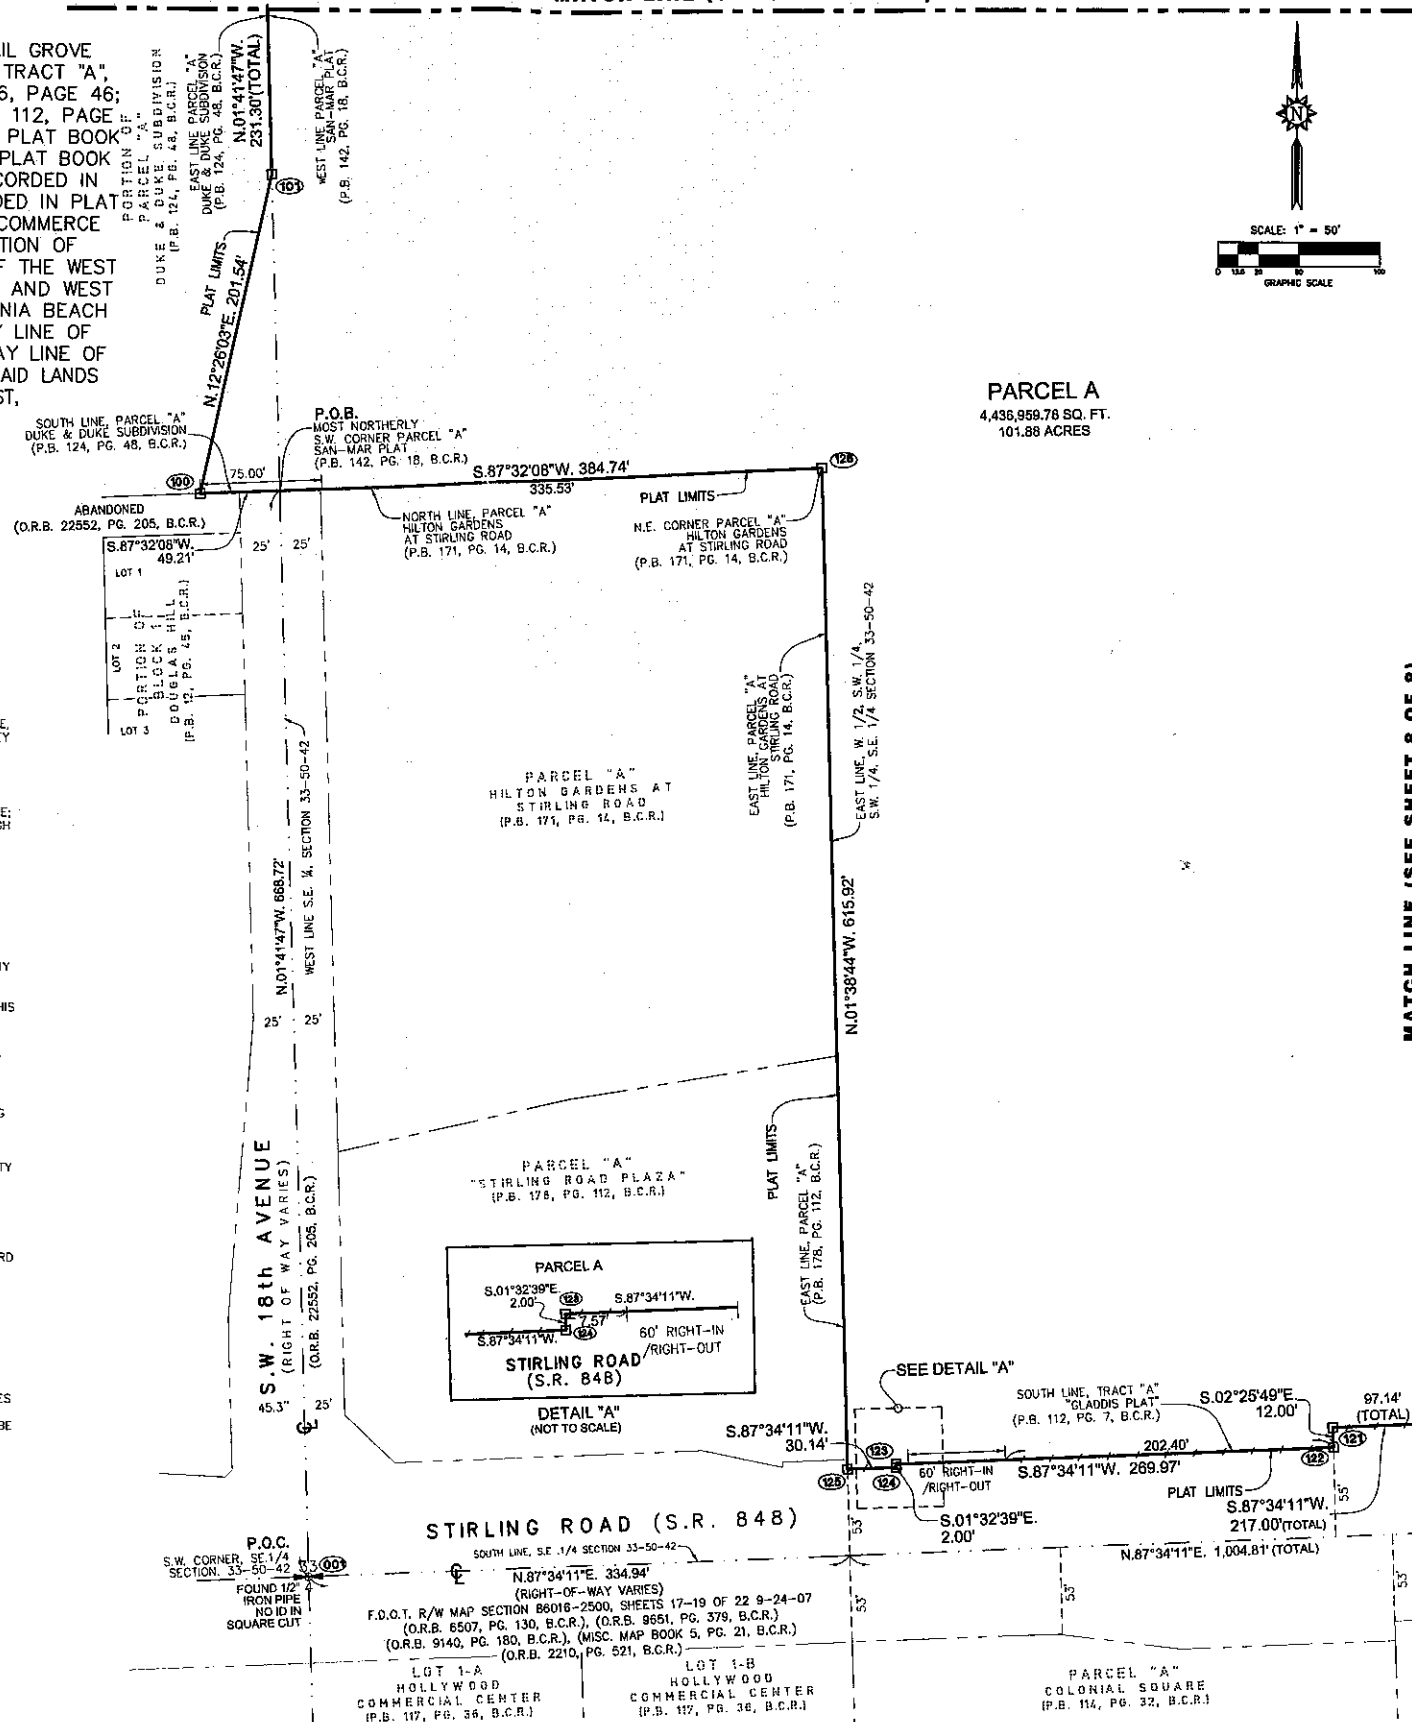 IL GROVE
TRACT "A",
6, PAGE 46;
112, PAGE
PLAT BOOK
PLAT BOOK
CORDED IN
DED IN PLAT
COMMERCE
TION OF
F THE WEST
AND WEST
NIA BEACH
Y LINE OF
AY LINE OF
AID LANDS
ST,
PORTION OF
PARCEL "A"
DUKE & DUKE SUBDIVISION
(P.B. 124, PG. 48, B.C.R.)
EAST LINE PARCEL "A"
DUKE & DUKE SUBDIVISION
(P.B. 124, PG. 48, B.C.R.)
N.01°41'47"W.
231.30'(TOTAL)
WEST LINE PARCEL "A"
SAN-MAR PLAT
(P.B. 142, PG. 18, B.C.R.)
101
PLAT LIMITS
N.12°26'03"E. 201.54'
N
SCALE: 1" = 50'
0
100
GRAPHIC SCALE
PARCEL A
4,436,959.78 SQ. FT.
101.88 ACRES
SOUTH LINE, PARCEL "A"
DUKE & DUKE SUBDIVISION
(P.B. 124, PG. 48, B.C.R.)
P.O.B.
MOST NORTHERLY
S.W. CORNER PARCEL "A"
SAN-MAR PLAT
(P.B. 142, PG. 18, B.C.R.)
100
75.00'
S.87°32'08"W. 384.74'
335.53'
PLAT LIMITS
126
ABANDONED
(O.R.B. 22552, PG. 205, B.C.R.)
S.87°32'08"W.
49.21'
25' 25'
NORTH LINE, PARCEL "A"
HILTON GARDENS
AT STIRLING ROAD
(P.B. 171, PG. 14, B.C.R.)
N.E. CORNER PARCEL "A"
HILTON GARDENS
AT STIRLING ROAD
(P.B. 171, PG. 14, B.C.R.)
LOT 1
LOT 2
LOT 3
PORTION OF
BLOCK 1
DOUGLAS HILL
(P.B. 12, PG. 45, B.C.R.)
EAST LINE, PARCEL "A"
HILTON GARDENS AT
STIRLING ROAD
(P.B. 171, PG. 14, B.C.R.)
EAST LINE, W. 1/2, S.W. 1/4,
S.W. 1/4, S.E. 1/4 SECTION 33-50-42
MATCH LINE (SEE SHEET 8 OF 8)
PARCEL "A"
HILTON GARDENS AT
STIRLING ROAD
(P.B. 171, PG. 14, B.C.R.)
N.01°41'47"W. 668.72'
WEST LINE S.E. ¼, SECTION 33-50-42
N.01°38'44"W. 615.92'
25' 25'
S.W. 18th AVENUE
(RIGHT OF WAY VARIES)
(O.R.B. 22552, PG. 205, B.C.R.)
PARCEL "A"
"STIRLING ROAD PLAZA"
(P.B. 178, PG. 112, B.C.R.)
PLAT LIMITS
EAST LINE, PARCEL "A"
(P.B. 178, PG. 112, B.C.R.)
PARCEL A
S.01°32'39"E.
2.00'
123
S.87°34'11"W.
7.57'
S.87°34'11"W.
124
60' RIGHT-IN
/RIGHT-OUT
STIRLING ROAD
(S.R. 848)
DETAIL "A"
(NOT TO SCALE)
45.3"
25'
SEE DETAIL "A"
SOUTH LINE, TRACT "A"
"GLADDIS PLAT"
(P.B. 112, PG. 7, B.C.R.)
S.02°25'49"E.
12.00'
97.14'
(TOTAL)
S.87°34'11"W.
30.14'
123
202.40'
121
125
124
60' RIGHT-IN
/RIGHT-OUT
S.87°34'11"W. 269.97'
122
PLAT LIMITS
S.87°34'11"W.
217.00'(TOTAL)
55'
S.01°32'39"E.
2.00'
STIRLING ROAD (S.R. 848)
53'
SOUTH LINE, S.E .1/4 SECTION 33-50-42
N.87°34'11"E. 1,004.81'(TOTAL)
P.O.C.
S.W. CORNER, SE.1/4
SECTION. 33-50-42
33
001
FOUND 1/2"
IRON PIPE
NO ID IN
SQUARE CUT
N.87°34'11"E. 334.94'
(RIGHT-OF-WAY VARIES)
F.D.O.T. R/W MAP SECTION 86016-2500, SHEETS 17-19 OF 22 9-24-07
(O.R.B. 6507, PG. 130, B.C.R.), (O.R.B. 9651, PG. 379, B.C.R.)
(O.R.B. 9140, PG. 180, B.C.R.), (MISC. MAP BOOK 5, PG. 21, B.C.R.)
(O.R.B. 2210, PG. 521, B.C.R.)
53'
53'
53'
LOT 1-A
HOLLYWOOD
COMMERCIAL CENTER
(P.B. 117, PG. 36, B.C.R.)
LOT 1-B
HOLLYWOOD
COMMERCIAL CENTER
(P.B. 117, PG. 36, B.C.R.)
PARCEL "A"
COLONIAL SQUARE
(P.B. 114, PG. 32, B.C.R.)